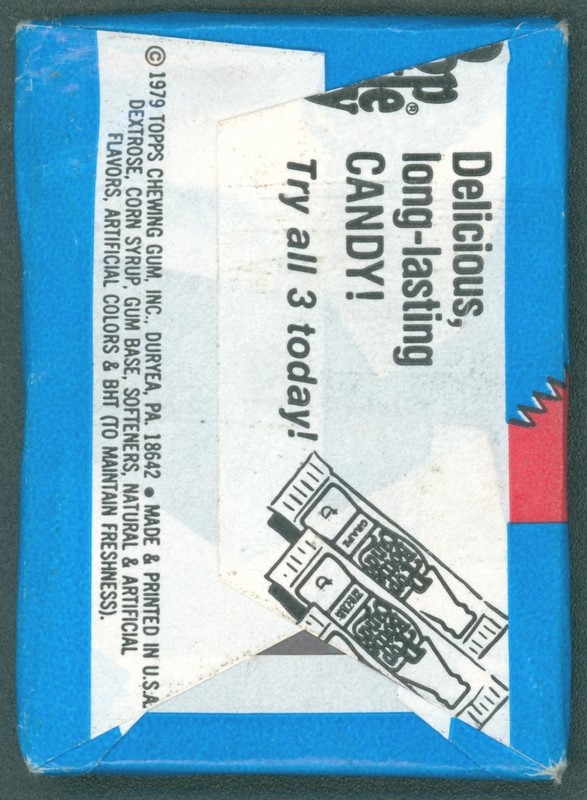 Delicious,
long-lasting
CANDY!
Try all 3 today!
GRAPE
© 1979 TOPPS CHEWING GUM, INC., DURYEA, PA. 18642 ● MADE & PRINTED IN U.S.A.
DEXTROSE, CORN SYRUP, GUM BASE, SOFTENERS, NATURAL & ARTIFICIAL
FLAVORS, ARTIFICIAL COLORS & BHT (TO MAINTAIN FRESHNESS).